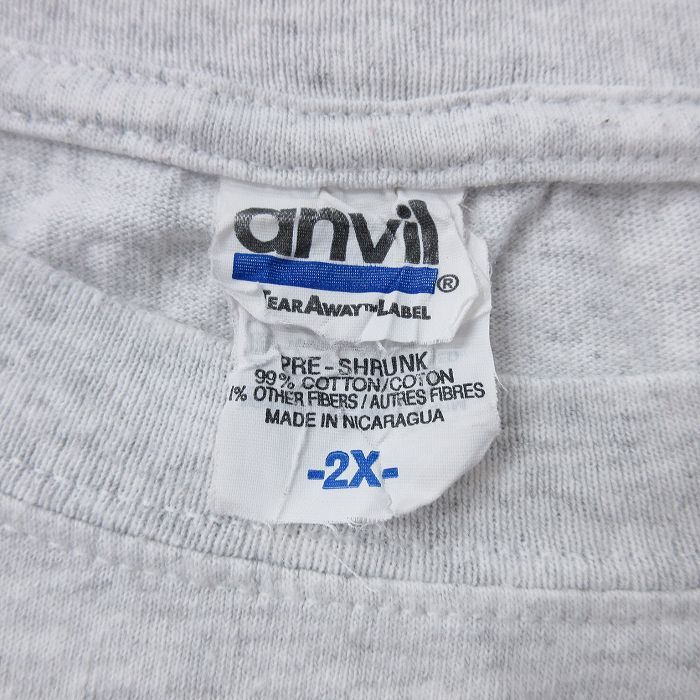 anvil
®
TEARAWAY™LABEL
PRE-SHRUNK
99% COTTON/COTON
1% OTHER FIBERS/AUTRES FIBRES
MADE IN NICARAGUA
-2X-